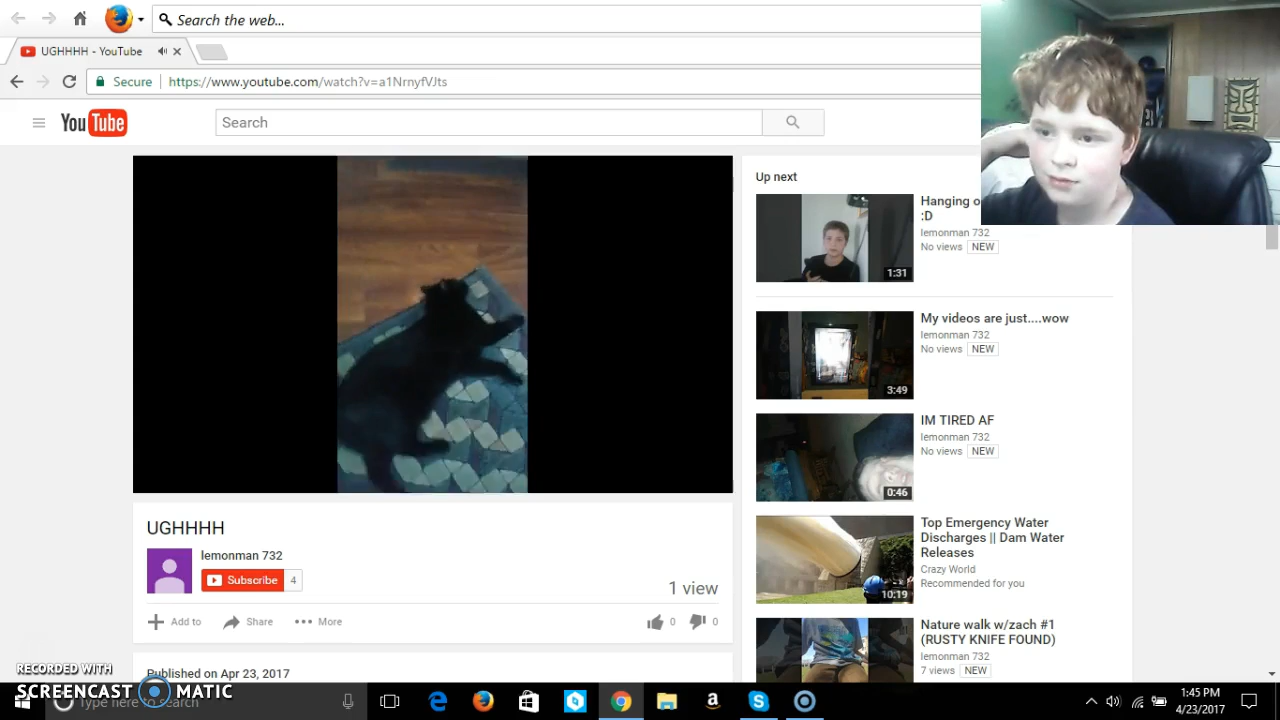 Search the web...
UGHHHH - YouTube
Secure
https://www.youtube.com/watch?v=a1NrnyfVJts
YouTube
Search
Up next
Hanging
:D
lemonman 732
No views NEW
1:31
My videos are just....wow
lemonman 732
No views NEW
3:49
IM TIRED AF
lemonman 732
No views NEW
0:46
Top Emergency Water
Discharges || Dam Water
Releases
Crazy World
Recommended for you
10:19
Nature walk w/zach #1
(RUSTY KNIFE FOUND)
lemonman 732
7 views NEW
UGHHHH
lemonman 732
Subscribe 4
1 view
Add to Share More 0 0
Published on Apr 23, 2017
RECORDED WITH
SCREENCAST MATIC
Type here to search
1:45 PM
4/23/2017